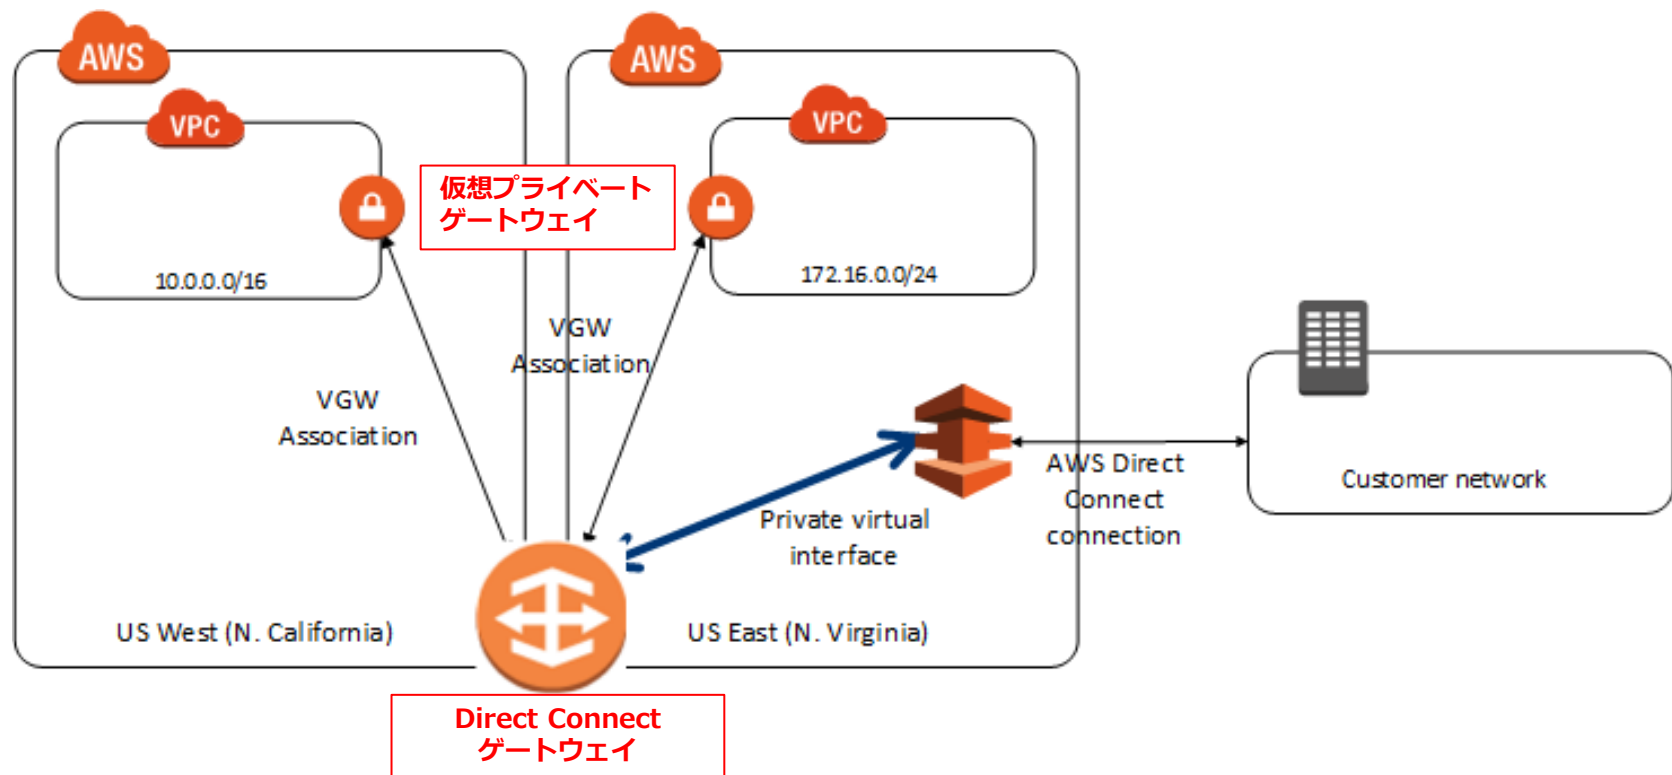 AWS
AWS
VPC
VPC
仮想プライベート
ゲートウェイ
10.0.0.0/16
172.16.0.0/24
VGW
Association
VGW
Association
AWS Direct
Connect
connection
Customer network
Private virtual
interface
US West (N. California)
US East (N. Virginia)
Direct Connect
ゲートウェイ